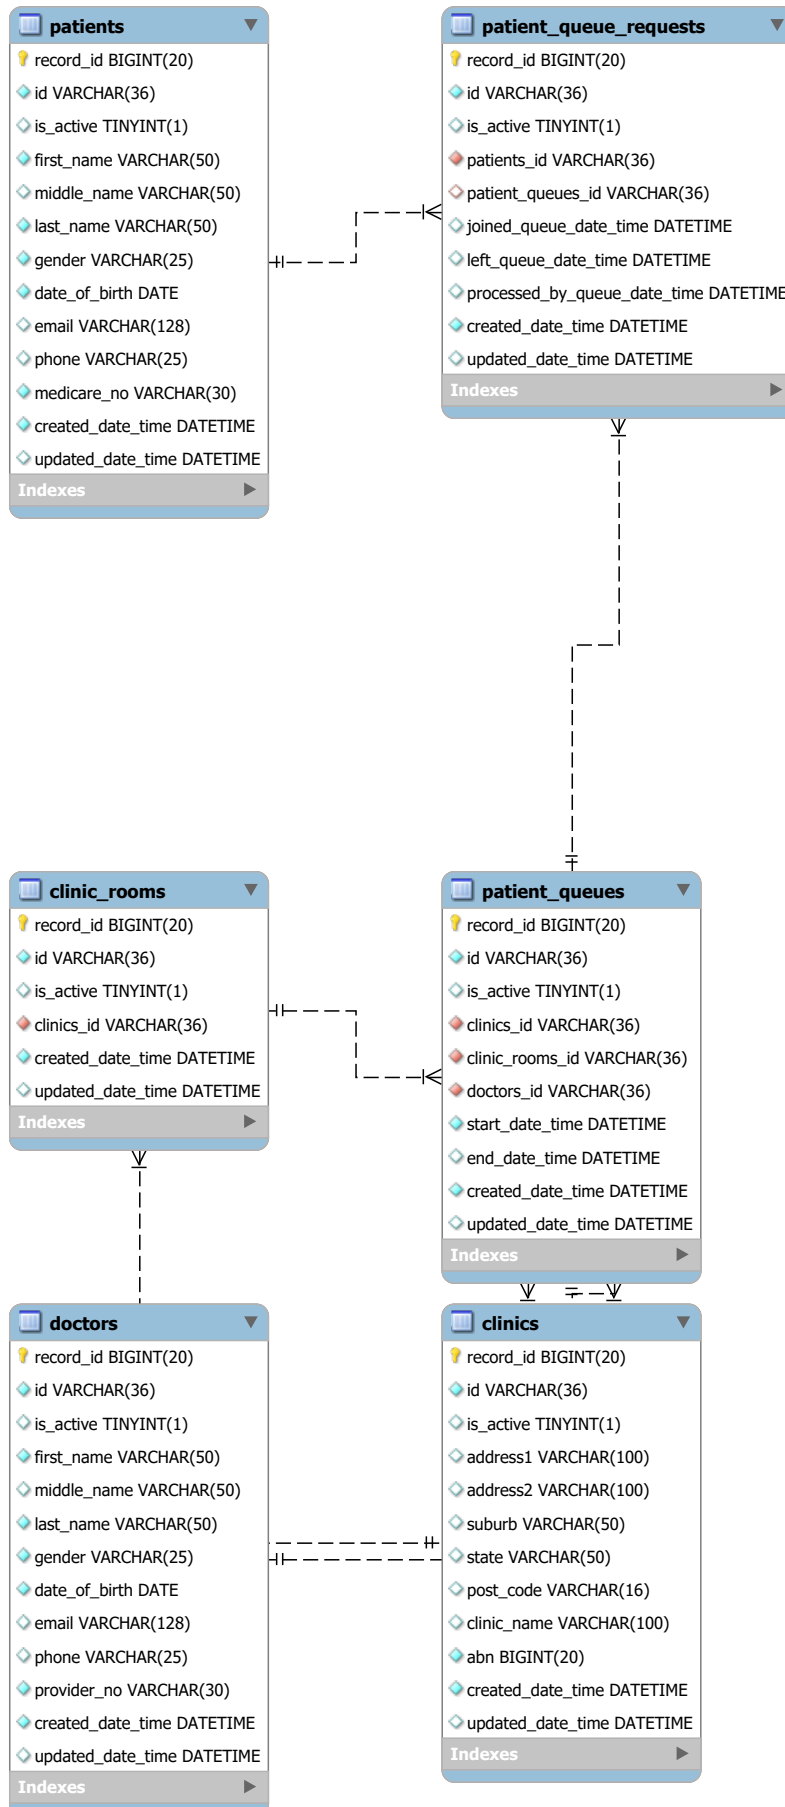 patients
record_id BIGINT(20)
id VARCHAR(36)
is_active TINYINT(1)
first_name VARCHAR(50)
middle_name VARCHAR(50)
last_name VARCHAR(50)
gender VARCHAR(25)
date_of_birth DATE
email VARCHAR(128)
phone VARCHAR(25)
medicare_no VARCHAR(30)
created_date_time DATETIME
updated_date_time DATETIME
Indexes
patient_queue_requests
record_id BIGINT(20)
id VARCHAR(36)
is_active TINYINT(1)
patients_id VARCHAR(36)
patient_queues_id VARCHAR(36)
joined_queue_date_time DATETIME
left_queue_date_time DATETIME
processed_by_queue_date_time DATETIME
created_date_time DATETIME
updated_date_time DATETIME
Indexes
clinic_rooms
record_id BIGINT(20)
id VARCHAR(36)
is_active TINYINT(1)
clinics_id VARCHAR(36)
created_date_time DATETIME
updated_date_time DATETIME
Indexes
patient_queues
record_id BIGINT(20)
id VARCHAR(36)
is_active TINYINT(1)
clinics_id VARCHAR(36)
clinic_rooms_id VARCHAR(36)
doctors_id VARCHAR(36)
start_date_time DATETIME
end_date_time DATETIME
created_date_time DATETIME
updated_date_time DATETIME
Indexes
doctors
record_id BIGINT(20)
id VARCHAR(36)
is_active TINYINT(1)
first_name VARCHAR(50)
middle_name VARCHAR(50)
last_name VARCHAR(50)
gender VARCHAR(25)
date_of_birth DATE
email VARCHAR(128)
phone VARCHAR(25)
provider_no VARCHAR(30)
created_date_time DATETIME
updated_date_time DATETIME
Indexes
clinics
record_id BIGINT(20)
id VARCHAR(36)
is_active TINYINT(1)
address1 VARCHAR(100)
address2 VARCHAR(100)
suburb VARCHAR(50)
state VARCHAR(50)
post_code VARCHAR(16)
clinic_name VARCHAR(100)
abn BIGINT(20)
created_date_time DATETIME
updated_date_time DATETIME
Indexes